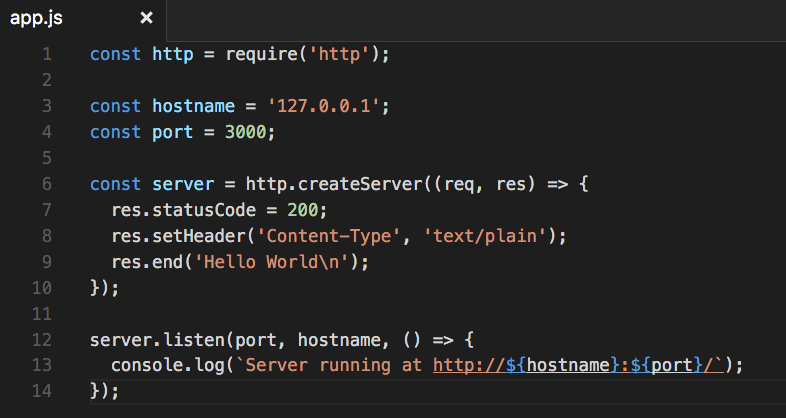 app.js ×
1 const http = require('http');
2
3 const hostname = '127.0.0.1';
4 const port = 3000;
5
6 const server = http.createServer((req, res) => {
7   res.statusCode = 200;
8   res.setHeader('Content-Type', 'text/plain');
9   res.end('Hello World\n');
10 });
11
12 server.listen(port, hostname, () => {
13   console.log(`Server running at http://${hostname}:${port}/`);
14 });